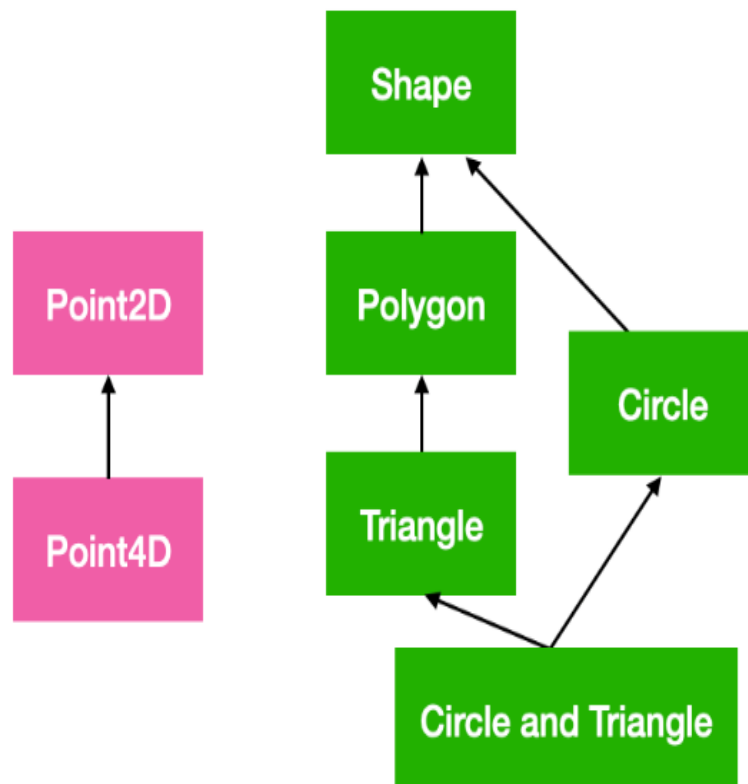 Shape
Point2D
Polygon
Circle
Point4D
Triangle
Circle and Triangle